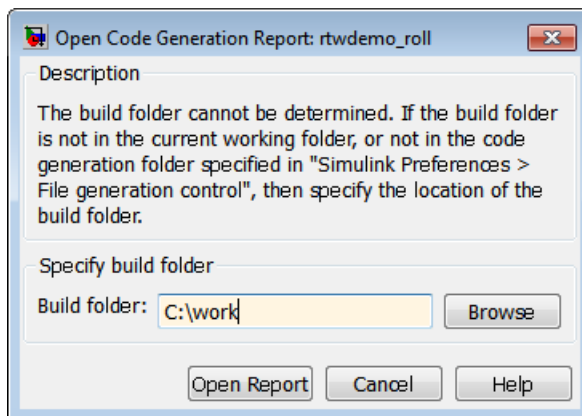 Open Code Generation Report: rtwdemo_roll
Description
The build folder cannot be determined. If the build folder
is not in the current working folder, or not in the code
generation folder specified in "Simulink Preferences >
File generation control", then specify the location of the
build folder.
Specify build folder
Build folder: C:\work Browse
Open Report Cancel Help